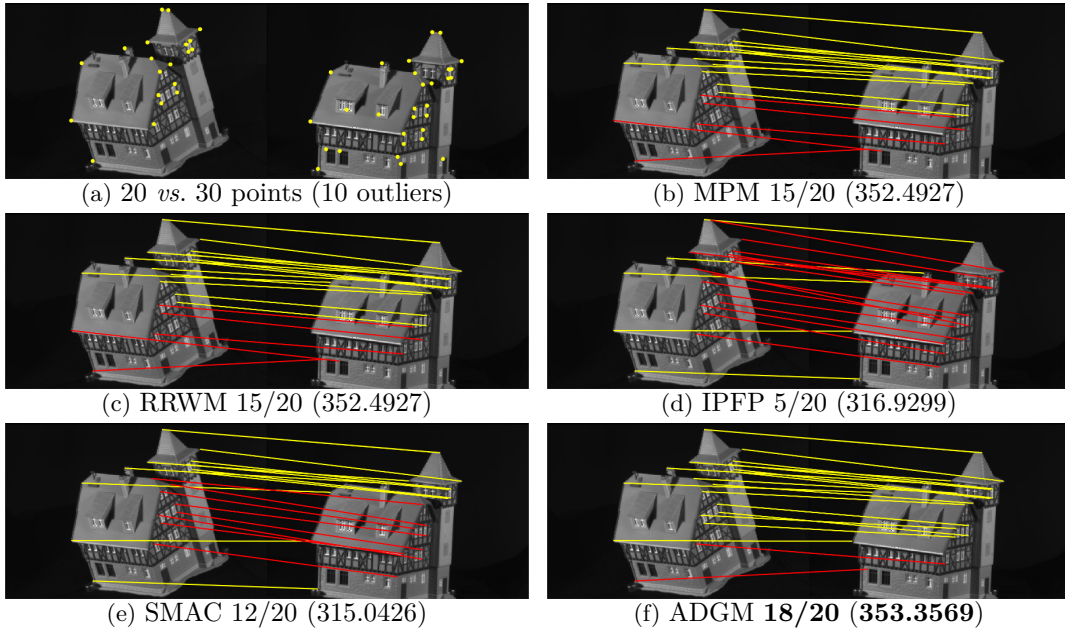 (a) 20 vs. 30 points (10 outliers)
(b) MPM 15/20 (352.4927)
(c) RRWM 15/20 (352.4927)
(d) IPFP 5/20 (316.9299)
(e) SMAC 12/20 (315.0426)
(f) ADGM 18/20 (353.3569)